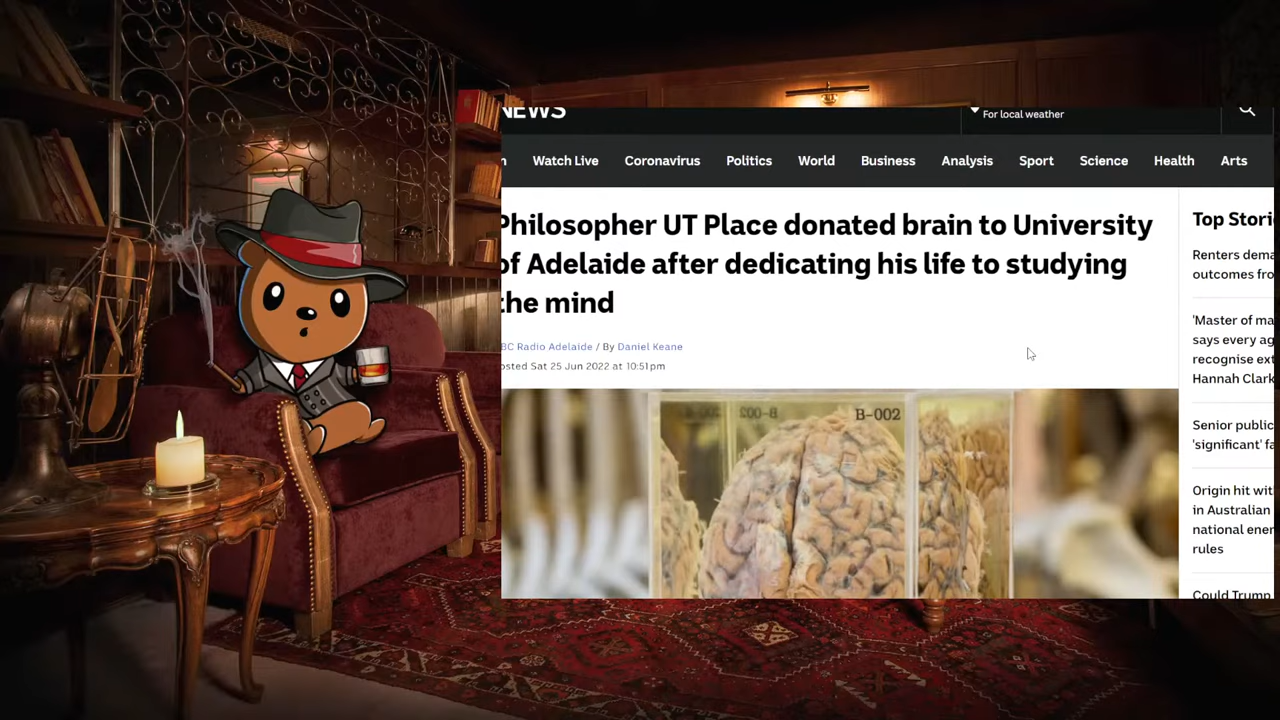 NEWS
For local weather
Watch Live Coronavirus Politics World Business Analysis Sport Science Health Arts
Philosopher UT Place donated brain to University
of Adelaide after dedicating his life to studying
the mind
BC Radio Adelaide / By Daniel Keane
osted Sat 25 Jun 2022 at 10:51pm
B-002
Top Stori
Renters dema
outcomes fro
'Master of ma
says every ag
recognise ext
Hannah Clark
Senior public
'significant' fa
Origin hit wit
in Australian
national ener
rules
Could Trump